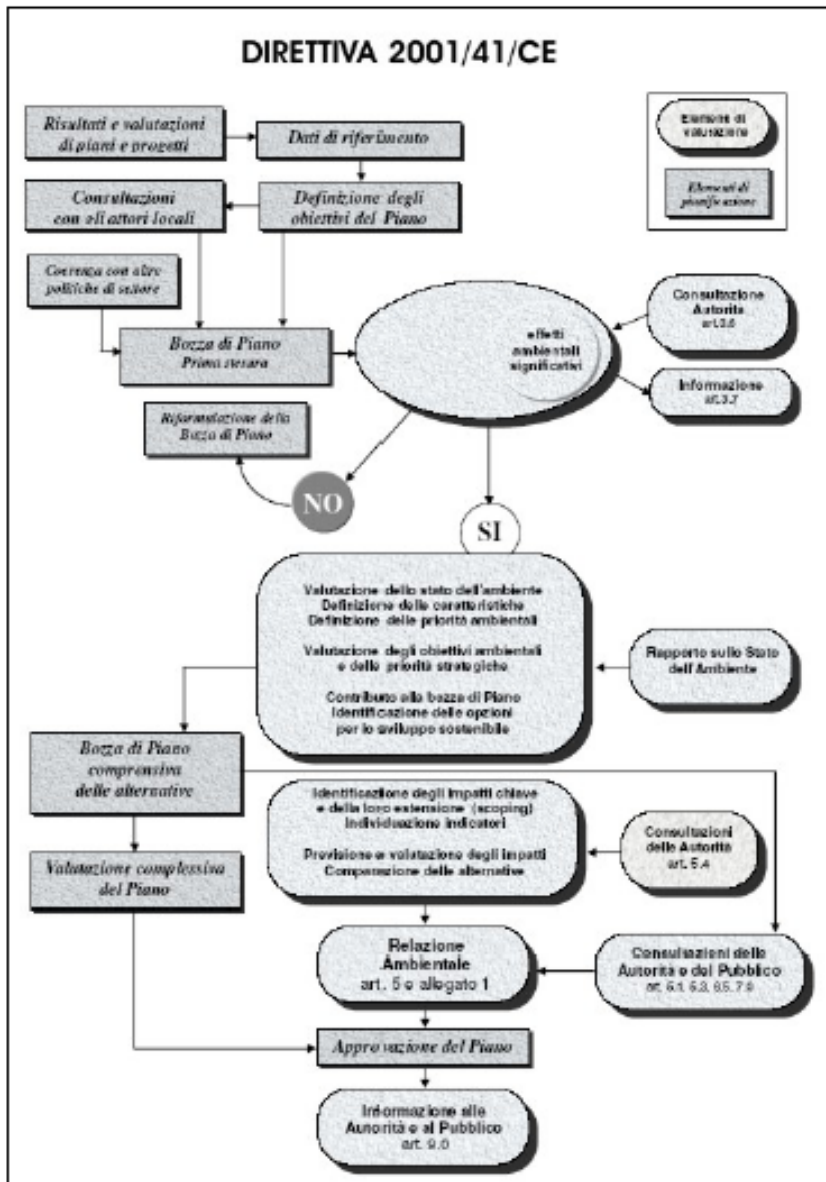 DIRETTIVA 2001/41/CE
Risultati e valutazioni
di piani e progetti
Dati di riferimento
Elementi di
valutazione
Elementi di
pianificazione
Consultazioni
con gli attori locali
Definizione degli
obiettivi del Piano
Coerenza con altre
politiche di settore
Bozza di Piano
Prima stesura
effetti
ambientali
significativi
Consultazione
Autorità
art.3.6
Informazione
art.3.7
Riformulazione della
Bozza di Piano
NO
SI
Valutazione dello stato dell'ambiente
Definizione delle caratteristiche
Definizione delle priorità ambientali
Valutazione degli obiettivi ambientali
e delle priorità strategiche
Contributo alla bozza di Piano
Identificazione delle opzioni
per lo sviluppo sostenibile
Rapporto sullo Stato
dell'Ambiente
Bozza di Piano
comprensiva
delle alternative
Identificazione degli impatti chiave
e della loro estensione (scoping)
Individuazione indicatori
Previsione e valutazione degli impatti
Comparazione delle alternative
Consultazioni
delle Autorità
art. 5.4
Valutazione complessiva
del Piano
Relazione
Ambientale
art. 5 e allegato 1
Consultazioni delle
Autorità e del Pubblico
art.
Approvazione del Piano
Informazione alle
Autorità e al Pubblico
art.